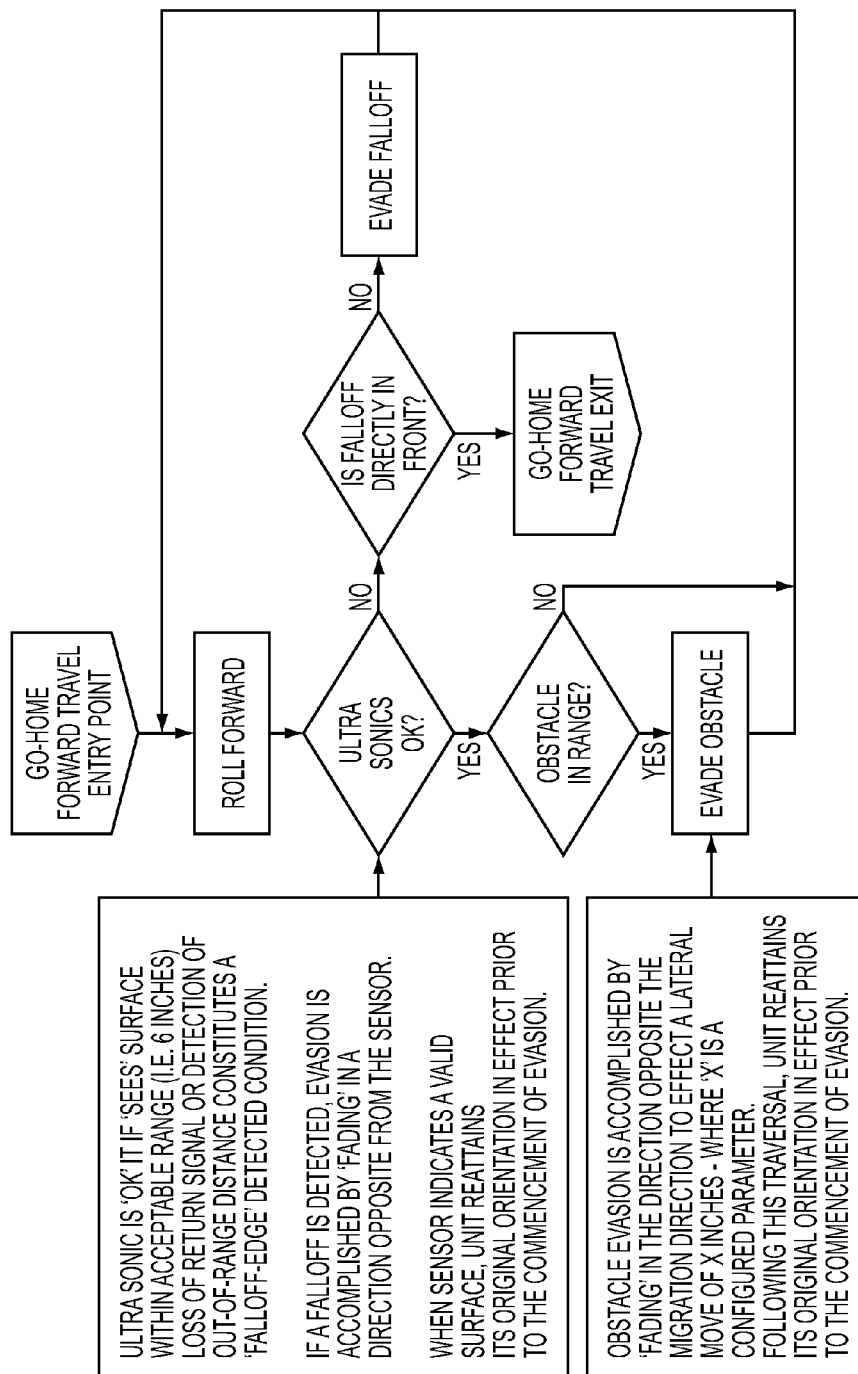 GO-HOME
FORWARD TRAVEL
ENTRY POINT
ROLL FORWARD
ULTRA
SONICS
OK?
NO
YES
IS FALLOFF
DIRECTLY IN
FRONT?
NO
YES
EVADE FALLOFF
GO-HOME
FORWARD
TRAVEL EXIT
OBSTACLE
IN RANGE?
NO
YES
EVADE OBSTACLE
ULTRA SONIC IS 'OK' IT IF 'SEES' SURFACE
WITHIN ACCEPTABLE RANGE (I.E. 6 INCHES)
LOSS OF RETURN SIGNAL OR DETECTION OF
OUT-OF-RANGE DISTANCE CONSTITUTES A
'FALLOFF-EDGE' DETECTED CONDITION.
IF A FALLOFF IS DETECTED, EVASION IS
ACCOMPLISHED BY 'FADING' IN A
DIRECTION OPPOSITE FROM THE SENSOR.
WHEN SENSOR INDICATES A VALID
SURFACE, UNIT REATTAINS
ITS ORIGINAL ORIENTATION IN EFFECT PRIOR
TO THE COMMENCEMENT OF EVASION.
OBSTACLE EVASION IS ACCOMPLISHED BY
'FADING' IN THE DIRECTION OPPOSITE THE
MIGRATION DIRECTION TO EFFECT A LATERAL
MOVE OF X INCHES - WHERE 'X' IS A
CONFIGURED PARAMETER.
FOLLOWING THIS TRAVERSAL, UNIT REATTAINS
ITS ORIGINAL ORIENTATION IN EFFECT PRIOR
TO THE COMMENCEMENT OF EVASION.